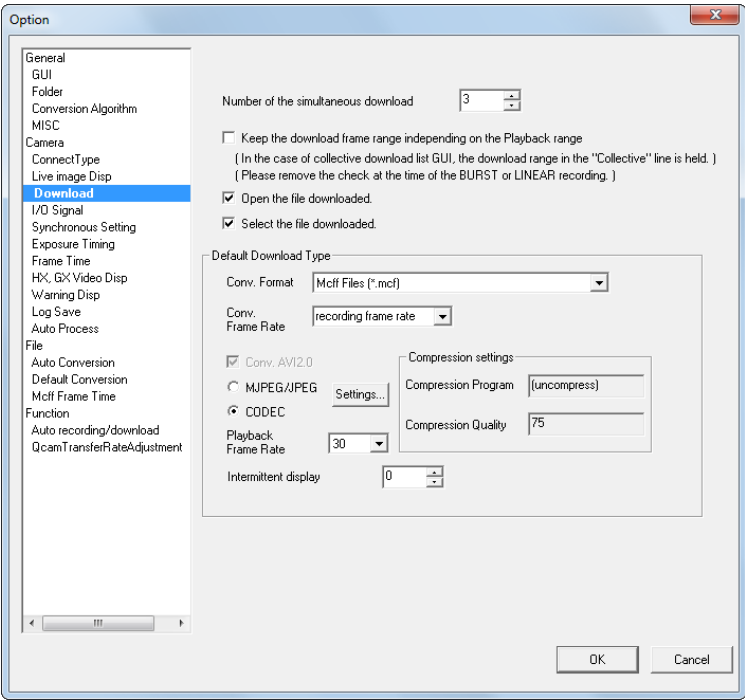 Option
General
GUI
Folder
Conversion Algorithm
MISC
Camera
ConnectType
Live image Disp
Download
I/O Signal
Synchronous Setting
Exposure Timing
Frame Time
HX, GX Video Disp
Warning Disp
Log Save
Auto Process
File
Auto Conversion
Default Conversion
Mcff Frame Time
Function
Auto recording/download
QcamTransferRateAdjustment
Number of the simultaneous download 3
Keep the download frame range independing on the Playback range
( In the case of collective download list GUI, the download range in the "Collective" line is held. )
( Please remove the check at the time of the BURST or LINEAR recording. )
Open the file downloaded.
Select the file downloaded.
Default Download Type
Conv. Format Mcff Files (*.mcf)
Conv.
Frame Rate recording frame rate
Conv. AVI2.0
MJPEG/JPEG
Settings...
CODEC
Playback
Frame Rate 30
Compression settings
Compression Program (uncompress)
Compression Quality 75
Intermittent display 0
OK Cancel